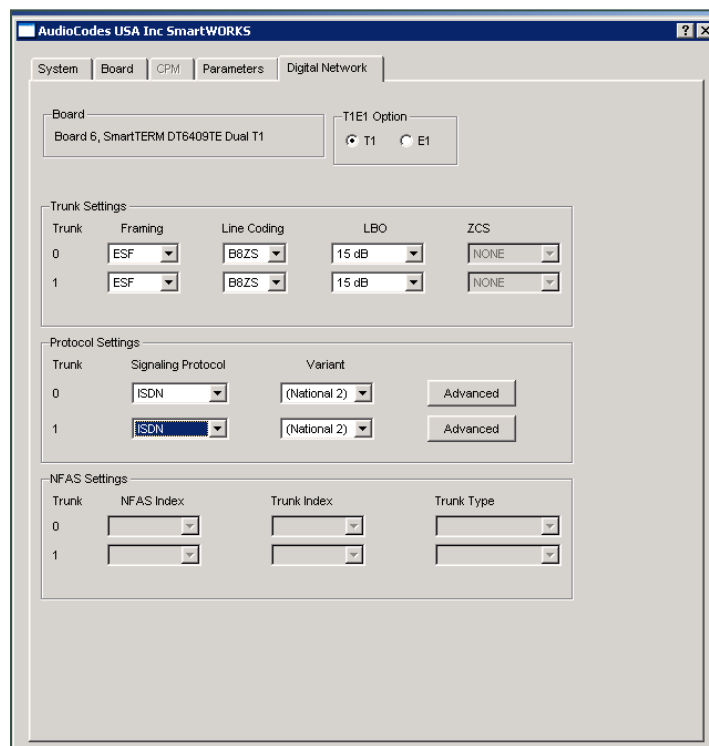 AudioCodes USA Inc SmartWORKS
System Board CPM Parameters Digital Network
Board
Board 6, SmartTERM DT6409TE Dual T1
T1E1 Option
T1 E1
Trunk Settings
Trunk Framing Line Coding LBO ZCS
0 ESF B8ZS 15 dB NONE
1 ESF B8ZS 15 dB NONE
Protocol Settings
Trunk Signaling Protocol Variant
0 ISDN (National 2) Advanced
1 ISDN (National 2) Advanced
NFAS Settings
Trunk NFAS Index Trunk Index Trunk Type
0
1